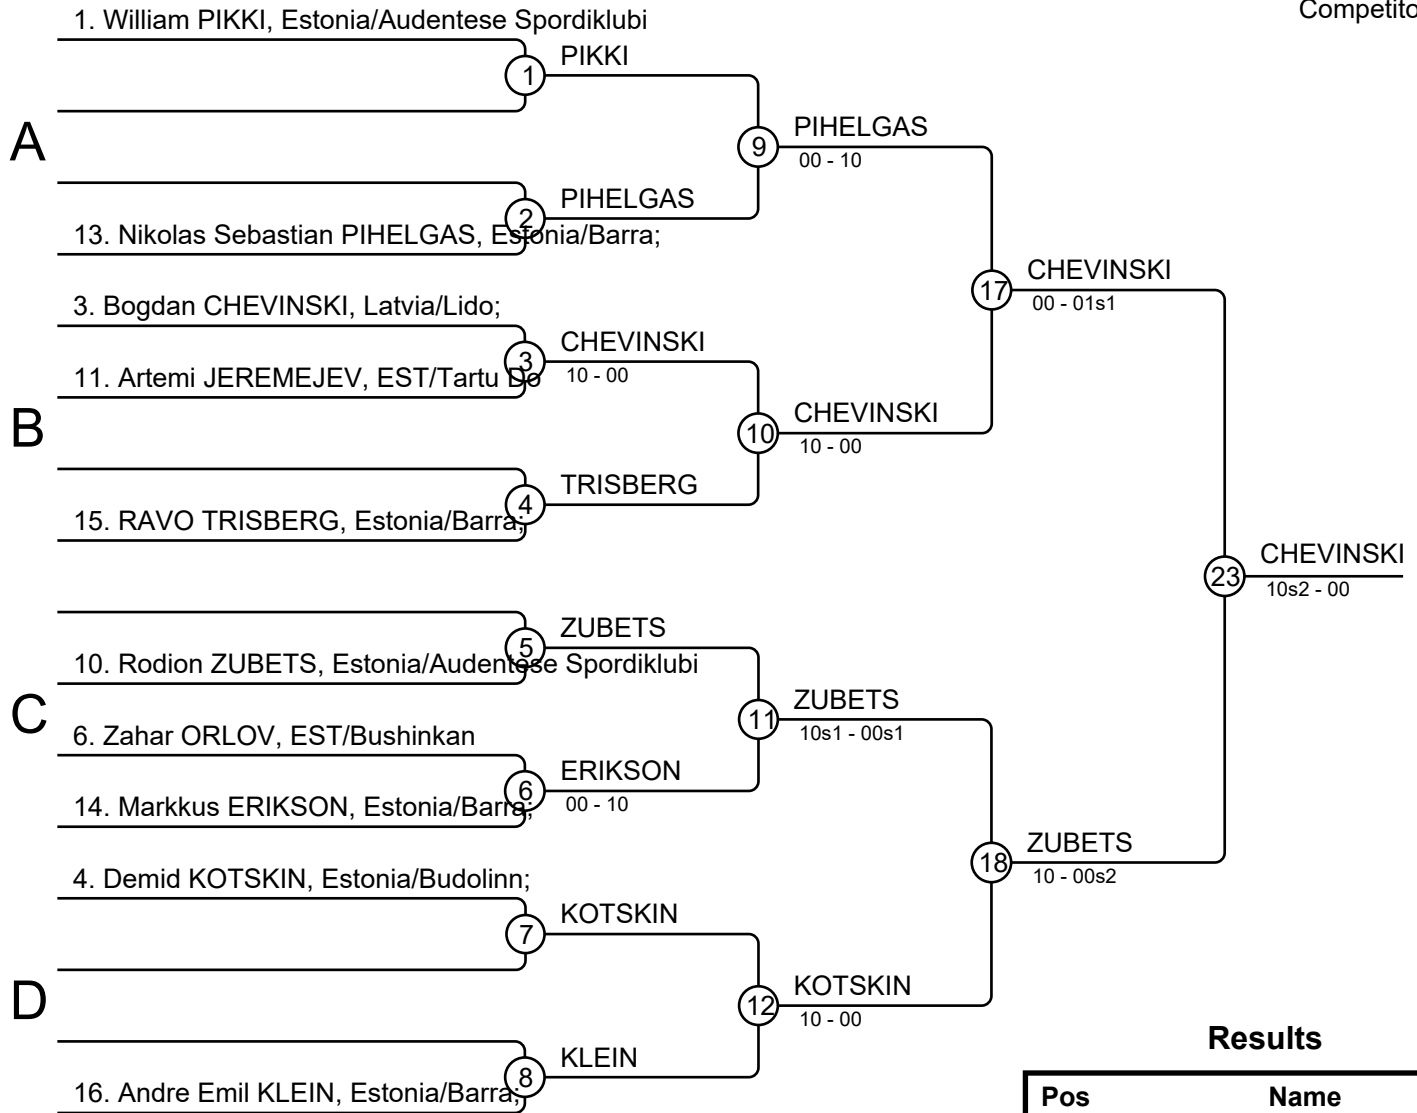 Competito
1. William PIKKI, Estonia/Audentese Spordiklubi
1 PIKKI
A
9 PIHELGAS
00 - 10
2 PIHELGAS
13. Nikolas Sebastian PIHELGAS, Estonia/Barra;
17 CHEVINSKI
00 - 01s1
3. Bogdan CHEVINSKI, Latvia/Lido;
3 CHEVINSKI
10 - 00
11. Artemi JEREMEJEV, EST/Tartu Do
B
10 CHEVINSKI
10 - 00
4 TRISBERG
15. RAVO TRISBERG, Estonia/Barra;
23 CHEVINSKI
10s2 - 00
5 ZUBETS
10. Rodion ZUBETS, Estonia/Audentese Spordiklubi
C
11 ZUBETS
10s1 - 00s1
6. Zahar ORLOV, EST/Bushinkan
6 ERIKSON
00 - 10
14. Markkus ERIKSON, Estonia/Barra;
18 ZUBETS
10 - 00s2
4. Demid KOTSKIN, Estonia/Budolinn;
7 KOTSKIN
D
12 KOTSKIN
10 - 00
8 KLEIN
16. Andre Emil KLEIN, Estonia/Barra;
Results
Pos Name